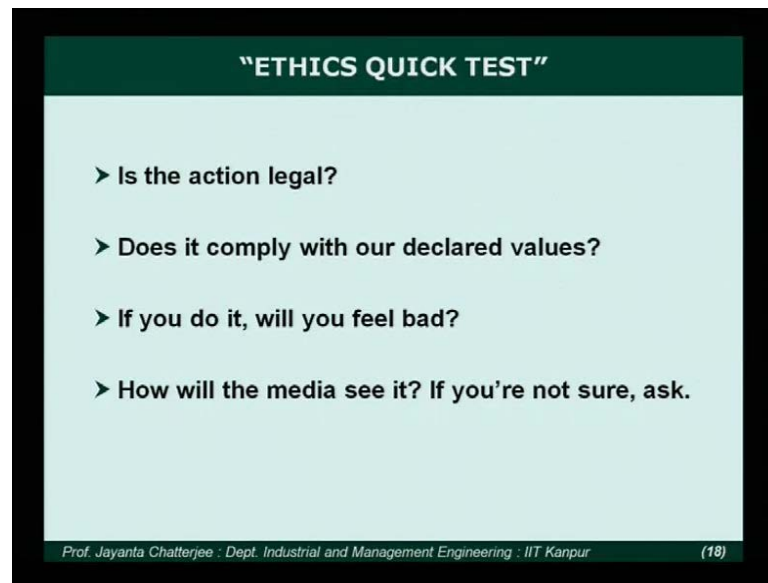 “ETHICS QUICK TEST”
➤ Is the action legal?
➤ Does it comply with our declared values?
➤ If you do it, will you feel bad?
➤ How will the media see it? If you’re not sure, ask.
Prof. Jayanta Chatterjee : Dept. Industrial and Management Engineering : IIT Kanpur (18)